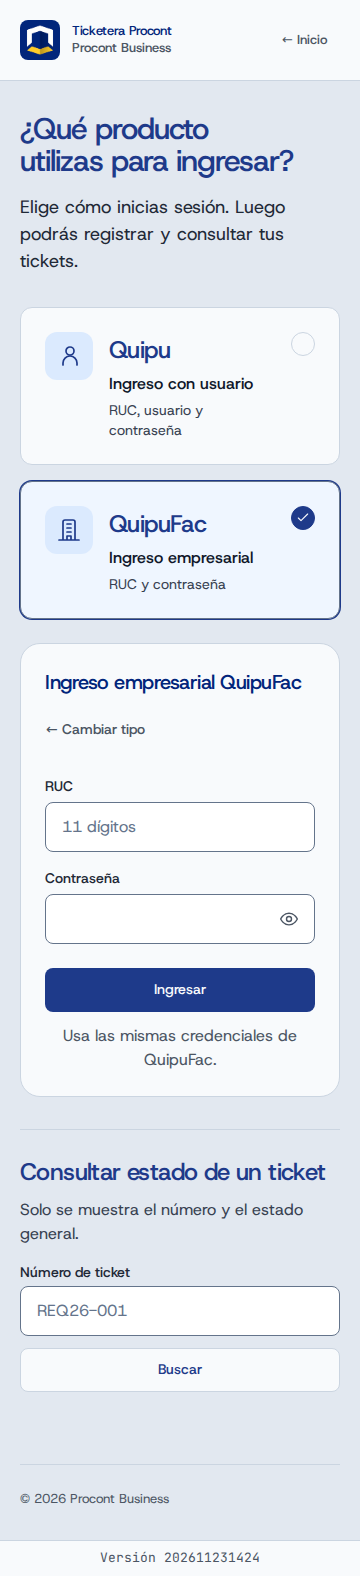 Ticketera Procont
Procont Business
← Inicio
¿Qué producto
utilizas para ingresar?
Elige cómo inicias sesión. Luego
podrás registrar y consultar tus
tickets.
Quipu
Ingreso con usuario
RUC, usuario y
contraseña
QuipuFac
Ingreso empresarial
RUC y contraseña
Ingreso empresarial QuipuFac
← Cambiar tipo
RUC
11 dígitos
Contraseña
Ingresar
Usa las mismas credenciales de
QuipuFac.
Consultar estado de un ticket
Solo se muestra el número y el estado
general.
Número de ticket
REQ26-001
Buscar
© 2026 Procont Business
Versión 202611231424